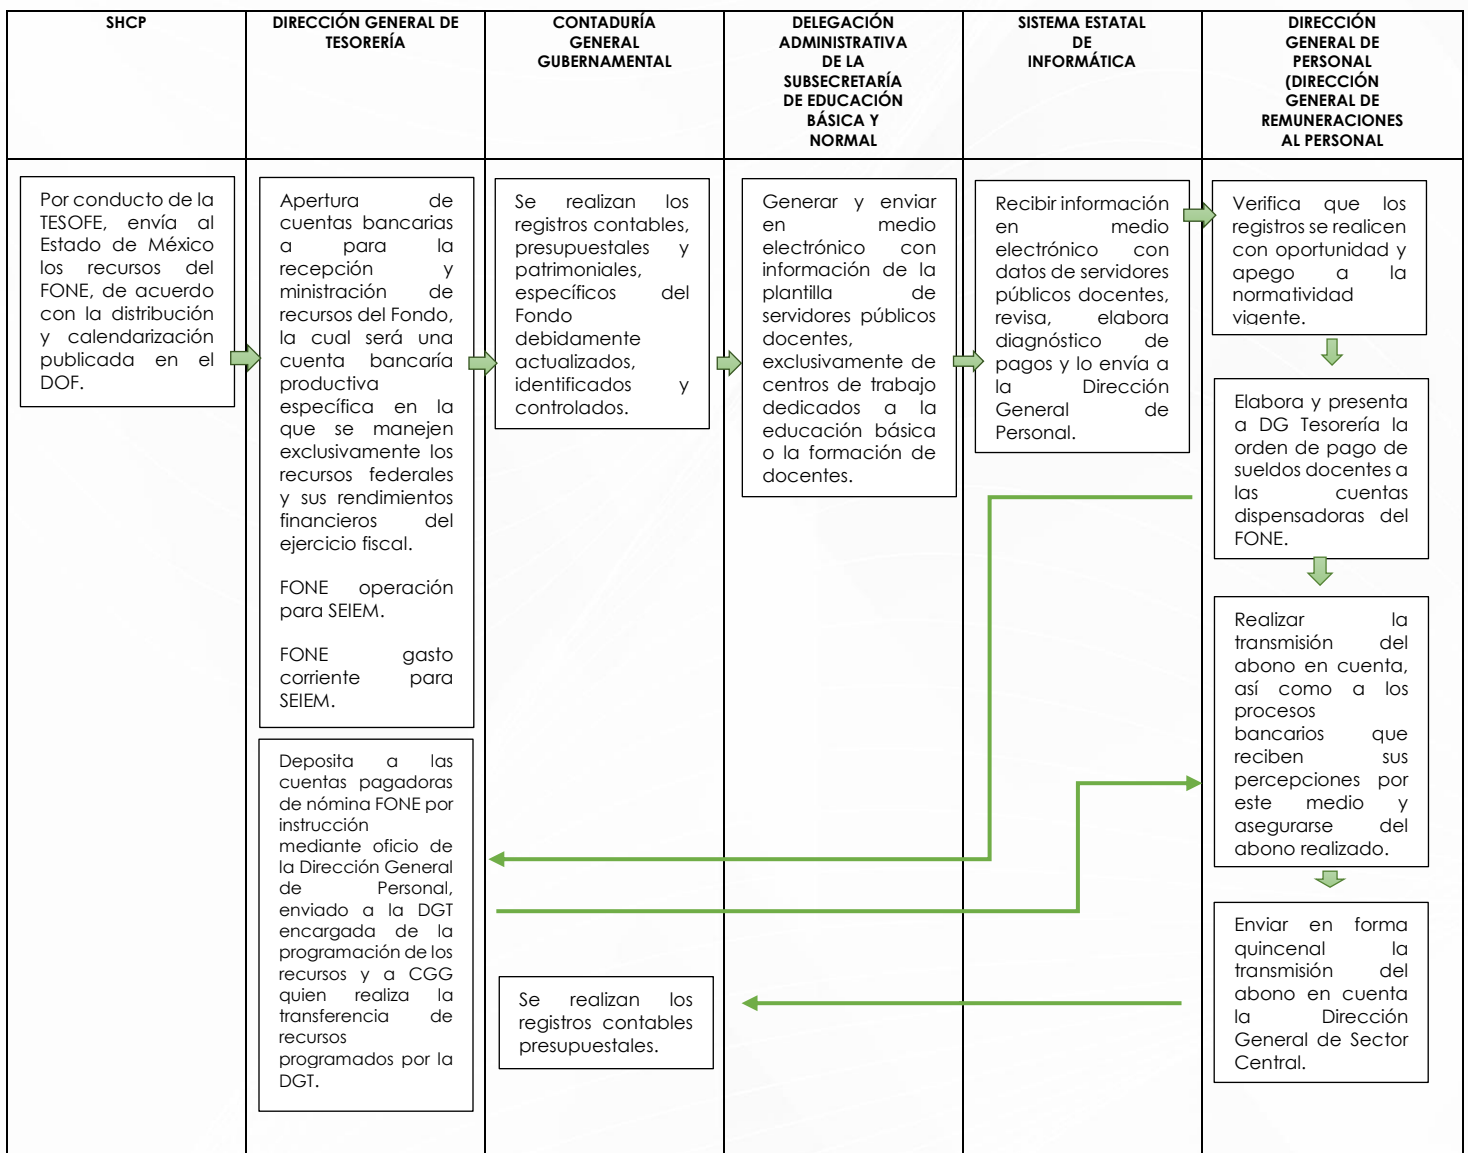 SHCP
DIRECCIÓN GENERAL DE
TESORERÍA
CONTADURÍA
GENERAL
GUBERNAMENTAL
DELEGACIÓN
ADMINISTRATIVA
DE LA
SUBSECRETARÍA
DE EDUCACIÓN
BÁSICA Y
NORMAL
SISTEMA ESTATAL
DE
INFORMÁTICA
DIRECCIÓN
GENERAL DE
PERSONAL
(DIRECCIÓN
GENERAL DE
REMUNERACIONES
AL PERSONAL
Por conducto de la
TESOFE, envía al
Estado de México
los recursos del
FONE, de acuerdo
con la distribución
y calendarización
publicada en el
DOF.
Apertura de
cuentas bancarias
a para la
recepción y
ministración de
recursos del Fondo,
la cual será una
cuenta bancaría
productiva
específica en la
que se manejen
exclusivamente los
recursos federales
y sus rendimientos
financieros del
ejercicio fiscal.
FONE operación
para SEIEM.
FONE gasto
corriente para
SEIEM.
Deposita a las
cuentas pagadoras
de nómina FONE por
instrucción
mediante oficio de
la Dirección General
de Personal,
enviado a la DGT
encargada de la
programación de los
recursos y a CGG
quien realiza la
transferencia de
recursos
programados por la
DGT.
Se realizan los
registros contables,
presupuestales y
patrimoniales,
específicos del
Fondo
debidamente
actualizados,
identificados y
controlados.
Se realizan los
registros contables
presupuestales.
Generar y enviar
en medio
electrónico con
información de la
plantilla de
servidores públicos
docentes,
exclusivamente de
centros de trabajo
dedicados a la
educación básica
o la formación de
docentes.
Recibir información
en medio
electrónico con
datos de servidores
públicos docentes,
revisa, elabora
diagnóstico de
pagos y lo envía a
la Dirección
General de
Personal.
Verifica que los
registros se realicen
con oportunidad y
apego a la
normatividad
vigente.
Elabora y presenta
a DG Tesorería la
orden de pago de
sueldos docentes a
las cuentas
dispensadoras del
FONE.
Realizar la
transmisión del
abono en cuenta,
así como a los
procesos
bancarios que
reciben sus
percepciones por
este medio y
asegurarse del
abono realizado.
Enviar en forma
quincenal la
transmisión del
abono en cuenta
la Dirección
General de Sector
Central.